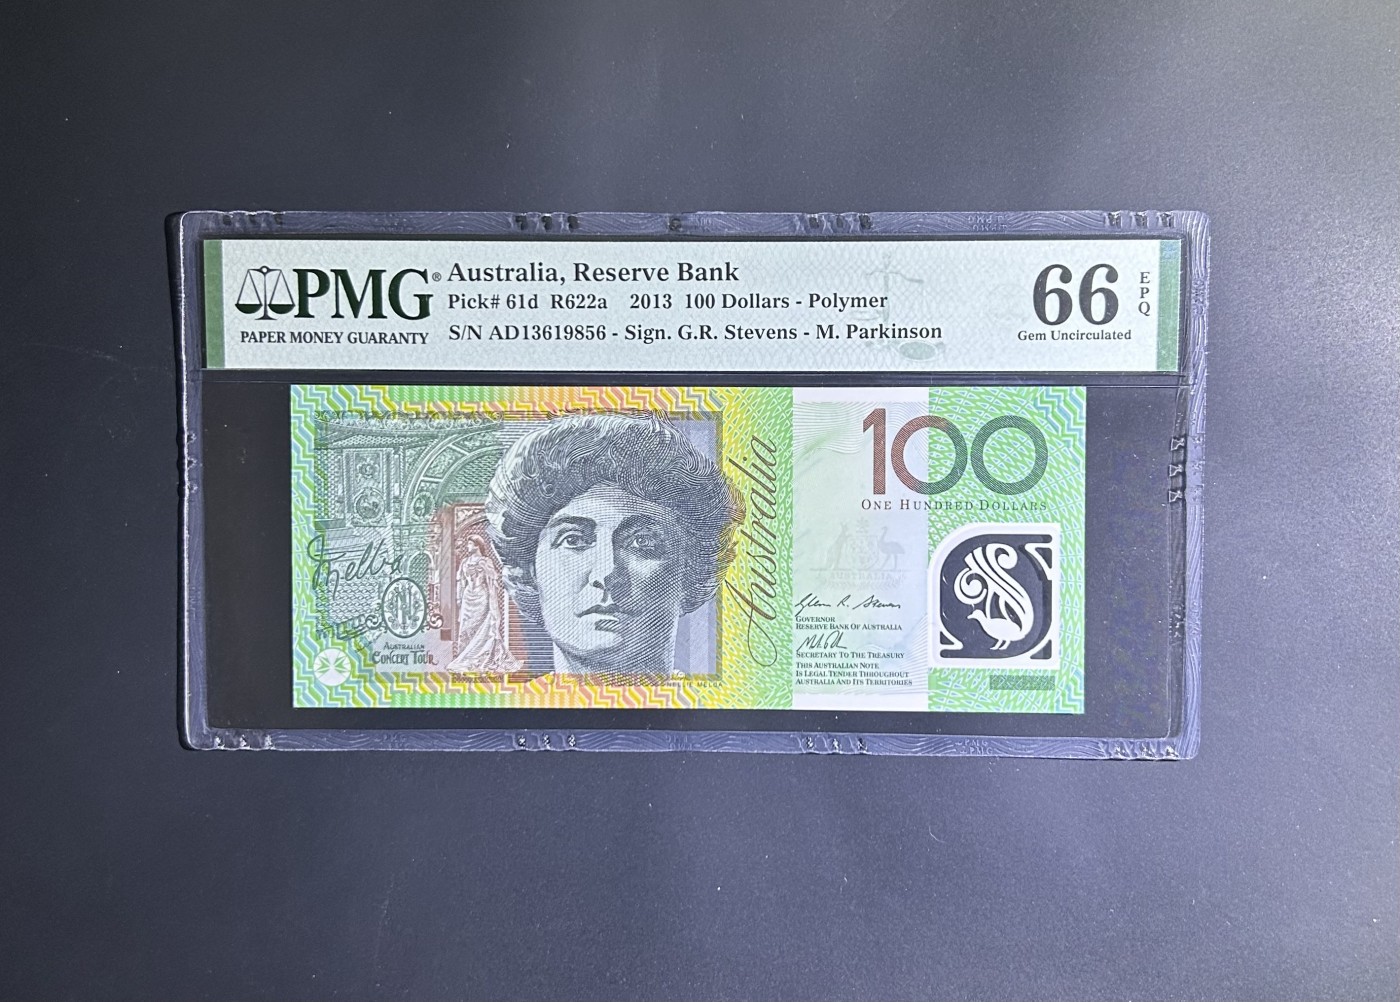 PMG®
PAPER MONEY GUARANTY
Australia, Reserve Bank
Pick# 61d R622a 2013 100 Dollars - Polymer
S/N AD13619856 - Sign. G.R. Stevens - M. Parkinson
66
EPQ
Gem Uncirculated
Melba
AUSTRALIAN
CONCERT TOUR
Australia
100
ONE HUNDRED DOLLARS
GOVERNOR
RESERVE BANK OF AUSTRALIA
SECRETARY TO THE TREASURY
THIS AUSTRALIAN NOTE
IS LEGAL TENDER THROUGHOUT
AUSTRALIA AND ITS TERRITORIES